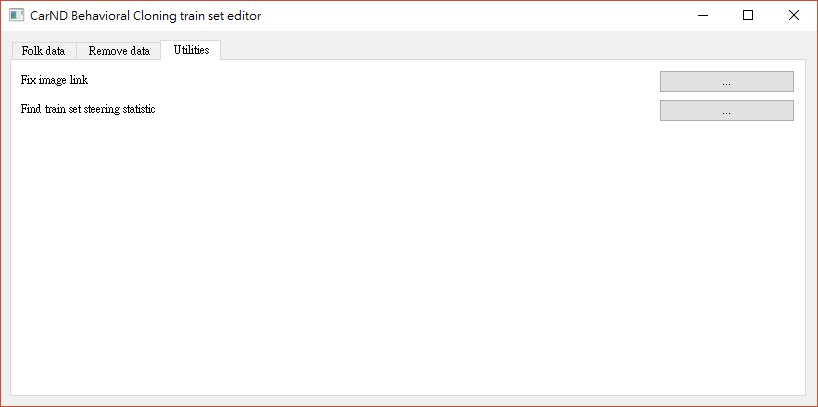 CarND Behavioral Cloning train set editor
Folk data Remove data Utilities
Fix image link ...
Find train set steering statistic ...